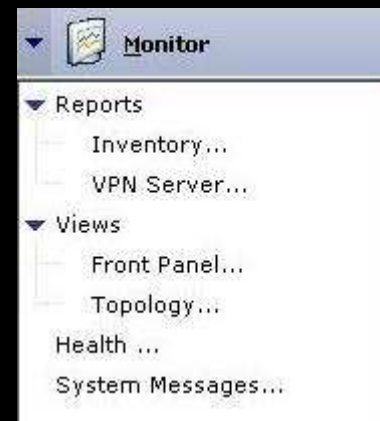 Monitor
Reports
Inventory...
VPN Server...
Views
Front Panel...
Topology...
Health ...
System Messages...